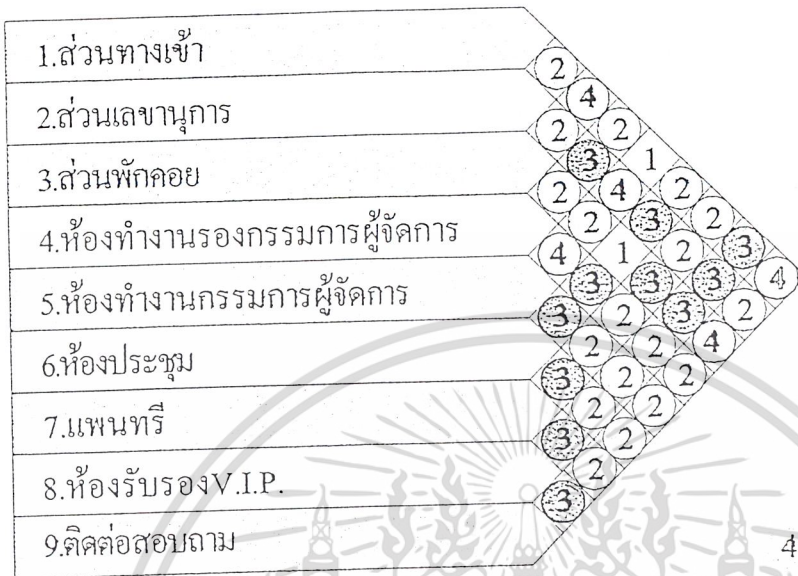 1.ส่วนทางเข้า
2
4
2.ส่วนเลขานุการ
2 2
3 1
3.ส่วนพักคอย
2 4 2
2 3 2
4.ห้องทำงานรองกรรมการผู้จัดการ
4 1 2 3
3 3 3 4
5.ห้องทำงานกรรมการผู้จัดการ
3 2 3 2
2 2 4
6.ห้องประชุม
3 2 2
2 2
7.แพนทรี
3 2
2
8.ห้องรับรองV.I.P.
3
9.ติดต่อสอบถาม
4